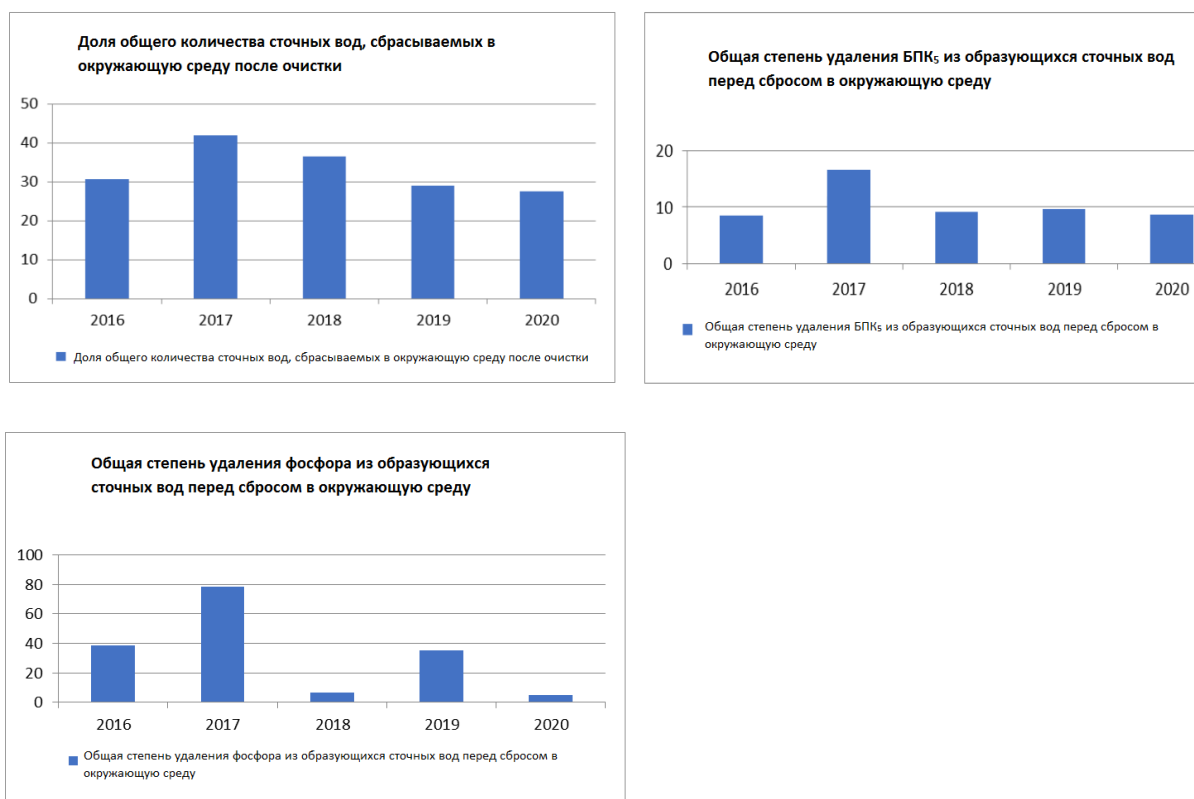 Доля общего количества сточных вод, сбрасываемых в
окружающую среду после очистки
50
40
30
20
10
0
2016 2017 2018 2019 2020
Доля общего количества сточных вод, сбрасываемых в окружающую среду после очистки
Общая степень удаления БПК₅ из образующихся сточных вод
перед сбросом в окружающую среду
20
10
0
2016 2017 2018 2019 2020
Общая степень удаления БПК₅ из образующихся сточных вод перед сбросом в
окружающую среду
Общая степень удаления фосфора из образующихся
сточных вод перед сбросом в окружающую среду
100
80
60
40
20
0
2016 2017 2018 2019 2020
Общая степень удаления фосфора из образующихся сточных вод перед сбросом в
окружающую среду